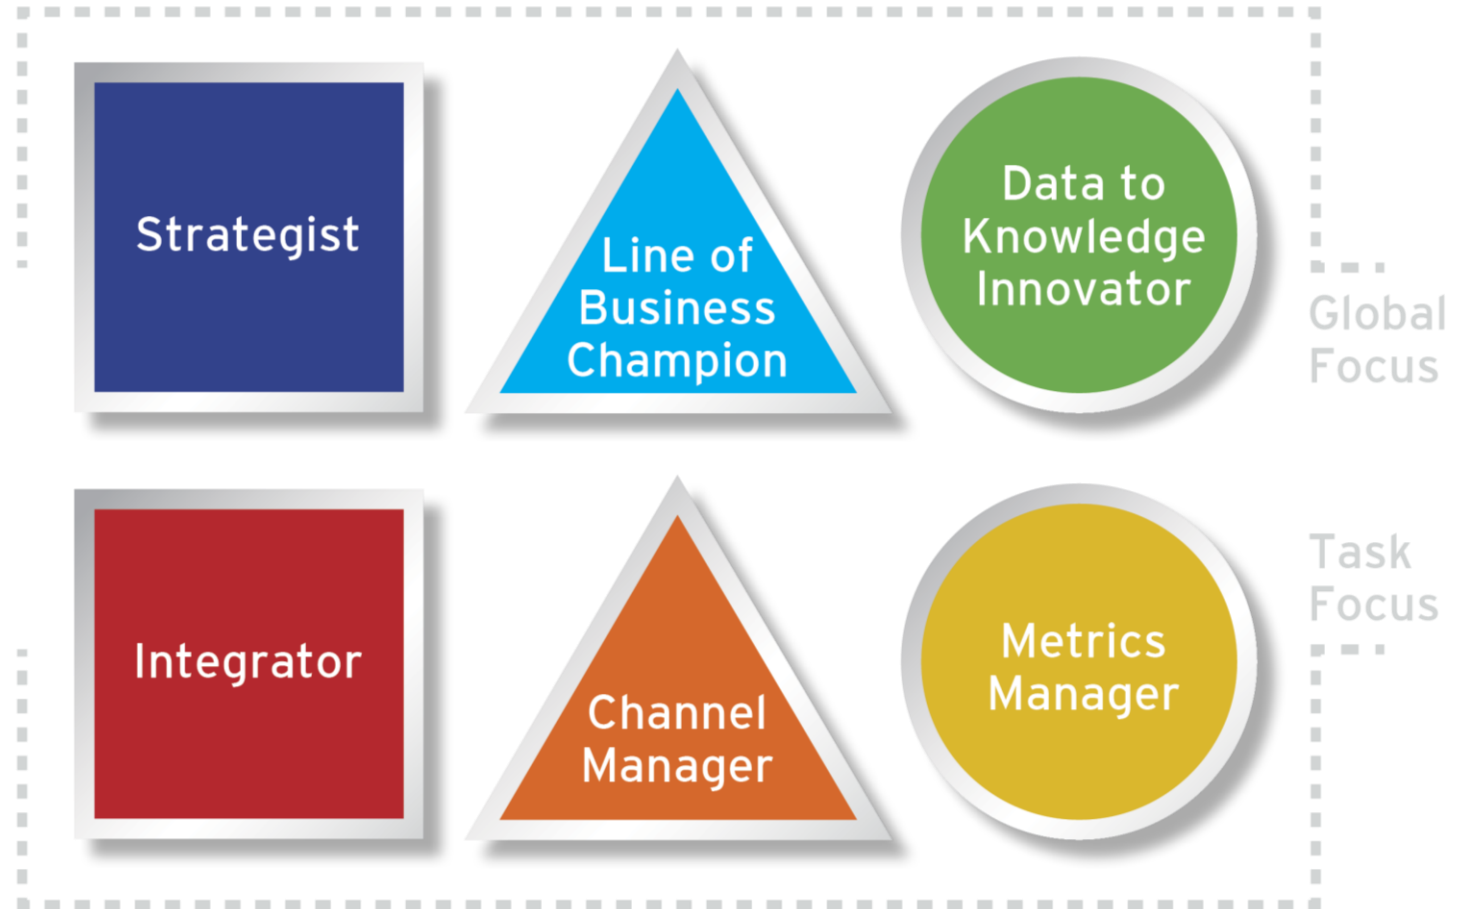 Strategist
Line of
Business
Champion
Data to
Knowledge
Innovator
Global
Focus
Integrator
Channel
Manager
Metrics
Manager
Task
Focus